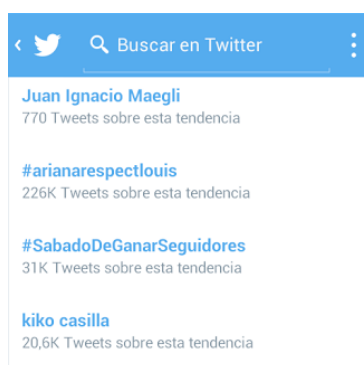 Buscar en Twitter
Juan Ignacio Maegli
770 Tweets sobre esta tendencia
#arianarespectlouis
226K Tweets sobre esta tendencia
#SabadoDeGanarSeguidores
31K Tweets sobre esta tendencia
kiko casilla
20,6K Tweets sobre esta tendencia